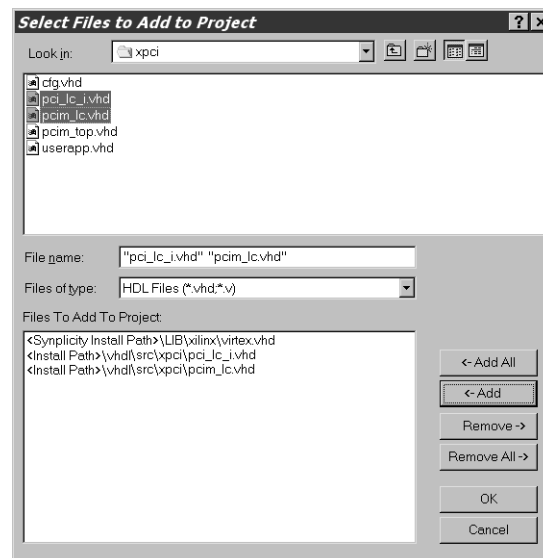 Select Files to Add to Project
Look in: xpci
cfg.vhd
pci_lc_i.vhd
pcim_lc.vhd
pcim_top.vhd
userapp.vhd
File name: "pci_lc_i.vhd" "pcim_lc.vhd"
Files of type: HDL Files (*.vhd;*.v)
Files To Add To Project:
<Synplicity Install Path>\LIB\xilinx\virtex.vhd
<Install Path>\vhdl\src\xpci\pci_lc_i.vhd
<Install Path>\vhdl\src\xpci\pcim_lc.vhd
<- Add All
<- Add
Remove ->
Remove All ->
OK
Cancel